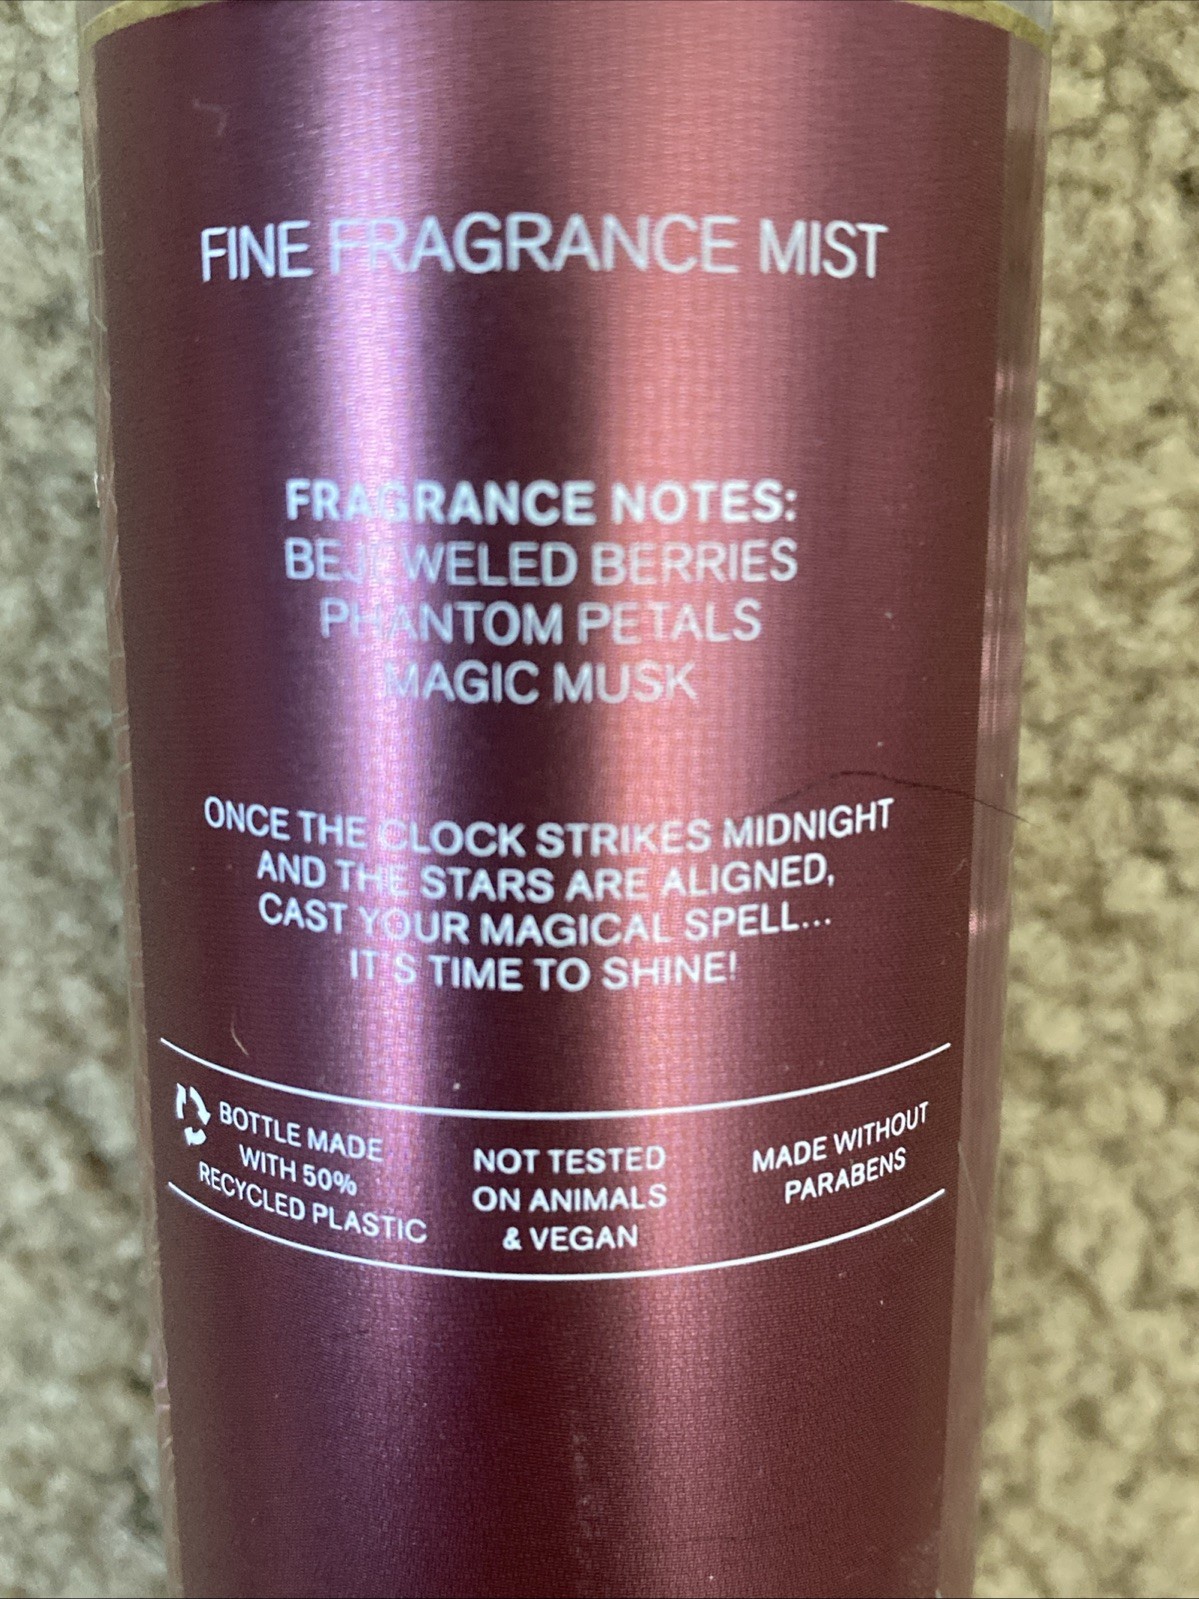 FINE FRAGRANCE MIST
FRAGRANCE NOTES:
BEJEWELED BERRIES
PHANTOM PETALS
MAGIC MUSK
ONCE THE CLOCK STRIKES MIDNIGHT
AND THE STARS ARE ALIGNED,
CAST YOUR MAGICAL SPELL...
IT'S TIME TO SHINE!
BOTTLE MADE
WITH 50%
RECYCLED PLASTIC
NOT TESTED
ON ANIMALS
& VEGAN
MADE WITHOUT
PARABENS